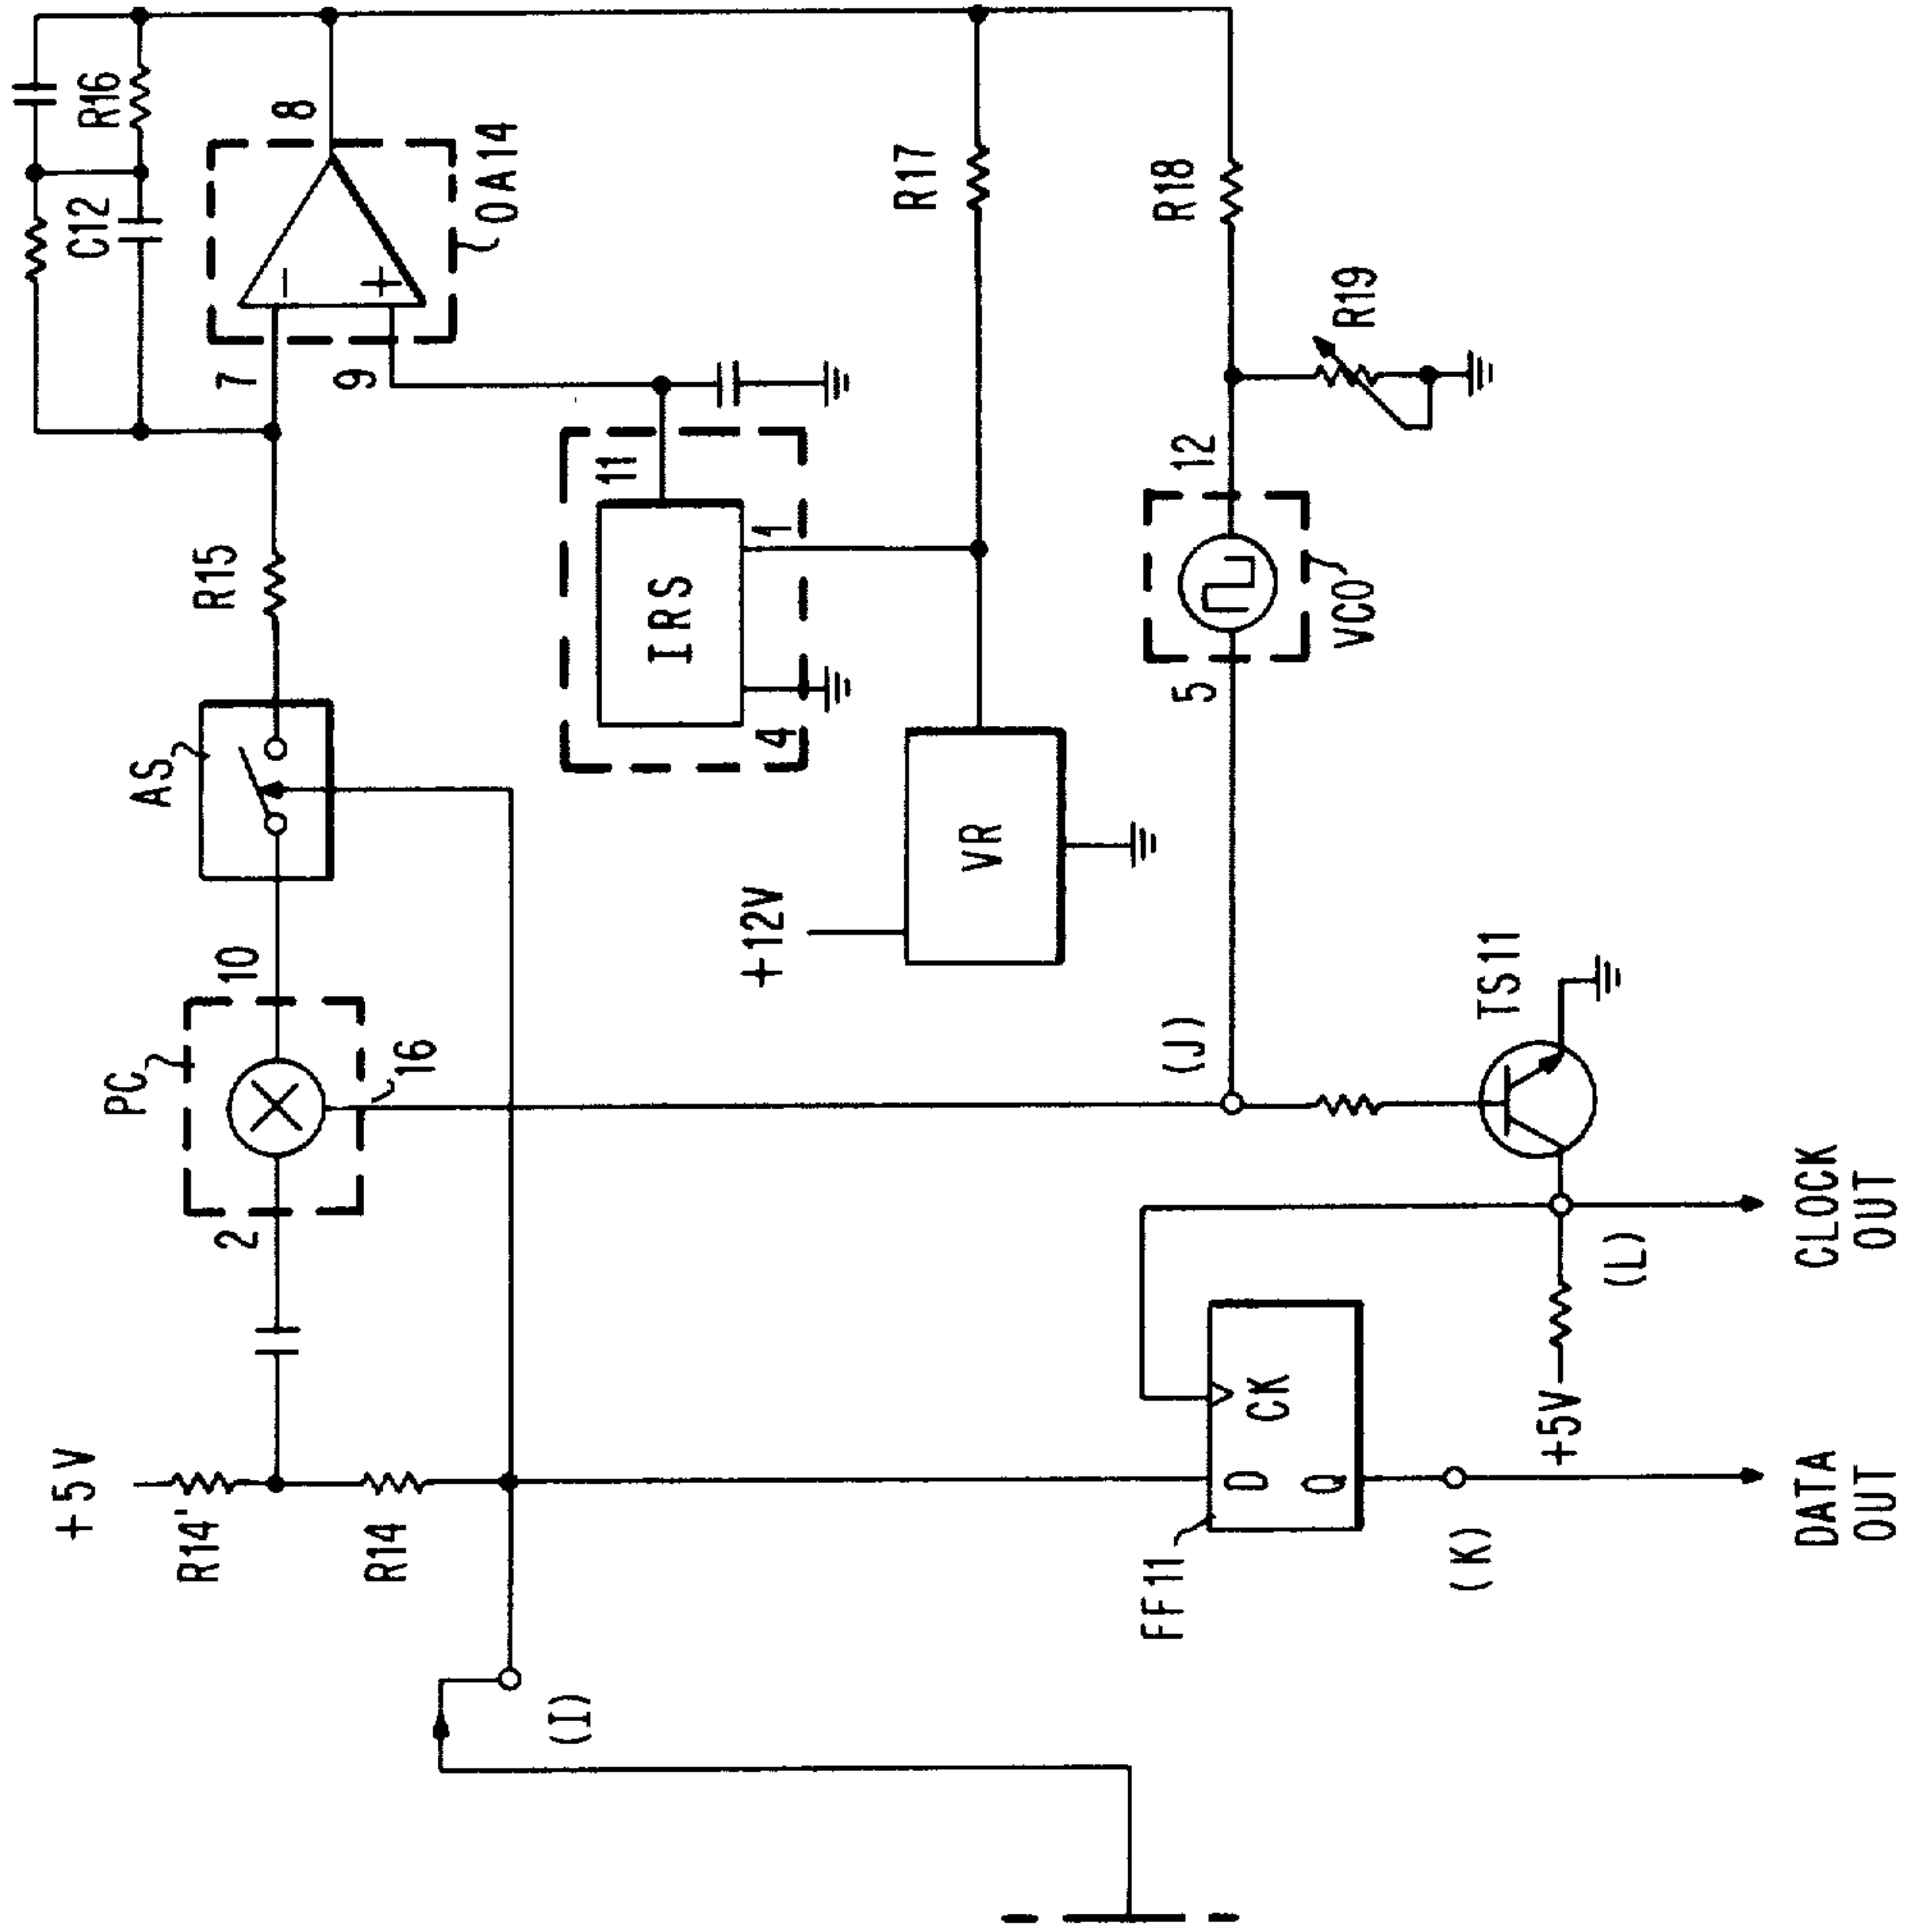 R16
C12
8
OA14
7
9
R15
AS
11
IRS
1
4
R17
R18
R19
12
VCO
5
VR
+12V
PC
10
16
2
(J)
TS11
+5V
R14'
R14
CK
D
Q
FF11
(I)
(K)
(L)
+5V
CLOCK
OUT
DATA
OUT